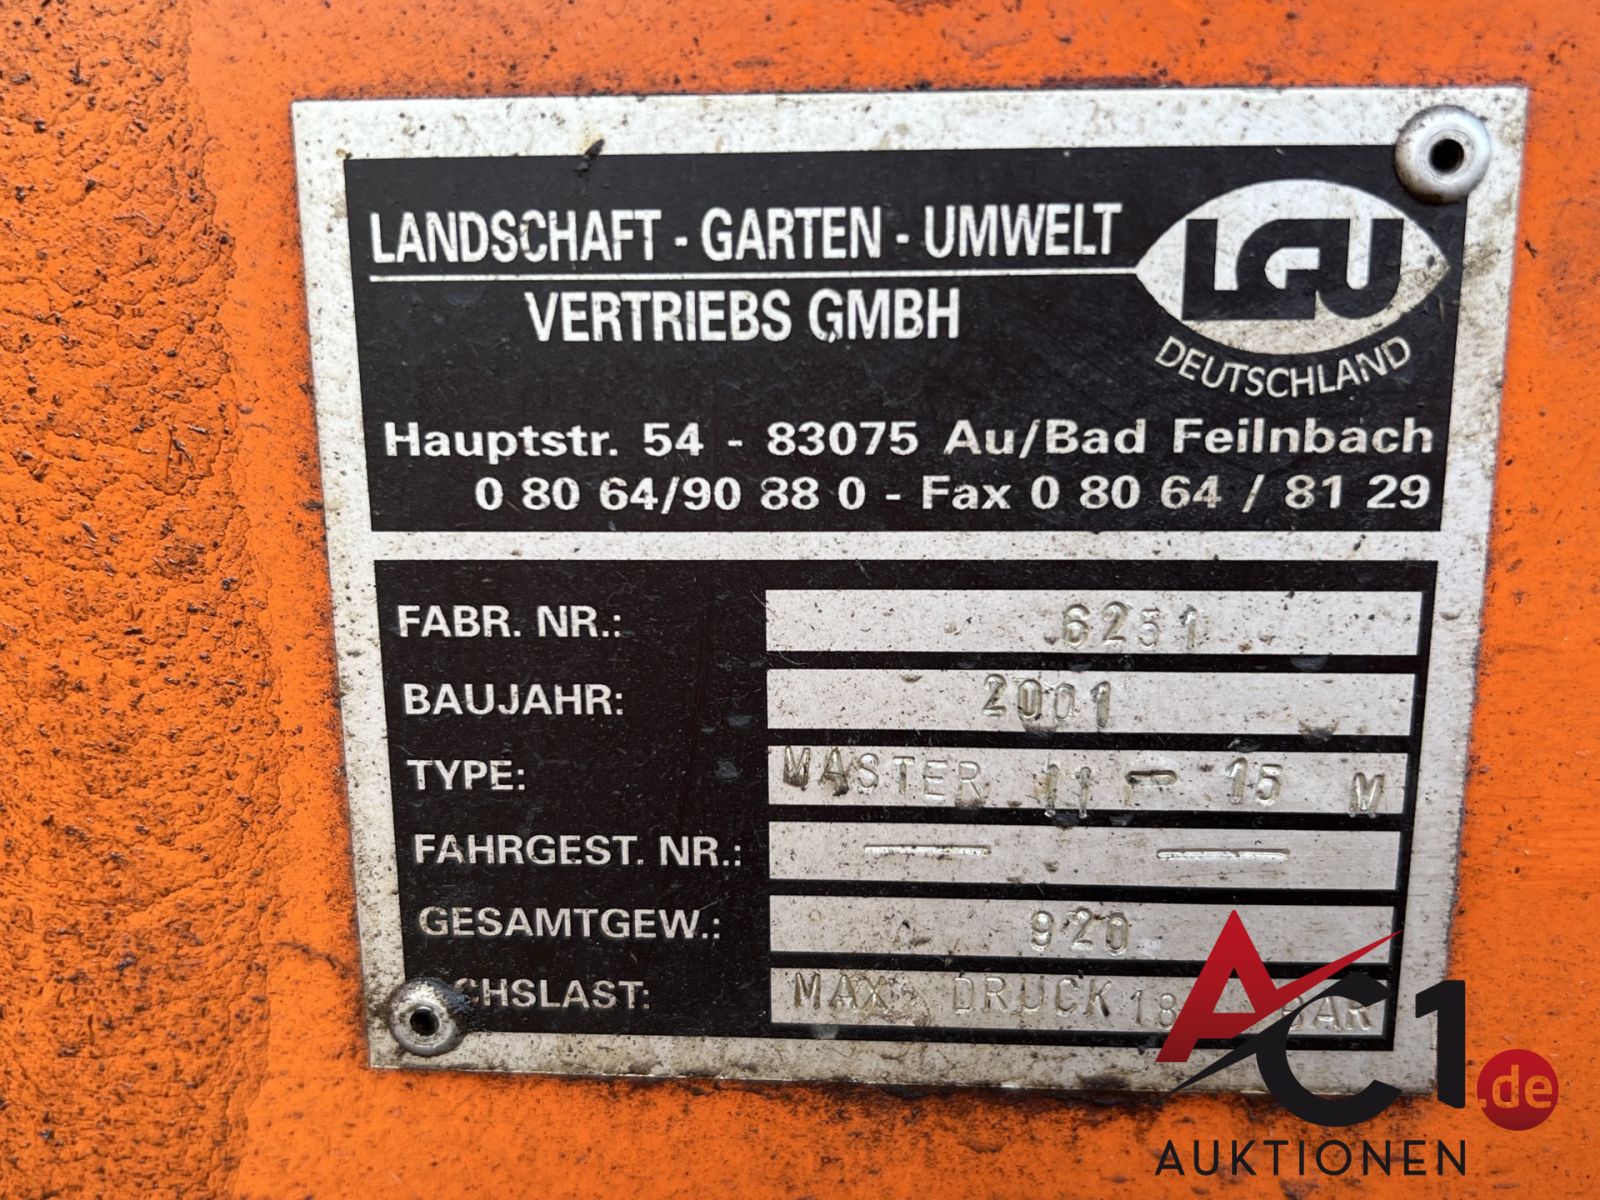 LANDSCHAFT - GARTEN - UMWELT
VERTRIEBS GMBH
LGU
DEUTSCHLAND
Hauptstr. 54 - 83075 Au/Bad Feilnbach
0 80 64/90 88 0 - Fax 0 80 64 / 81 29
FABR. NR.: 6251
BAUJAHR: 2001
TYPE: MASTER 11 - 15 M
FAHRGEST. NR.: — —
GESAMTGEW.: 920
CHSLAST: MAX. DRUCK BAR
AC1.de
AUKTIONEN